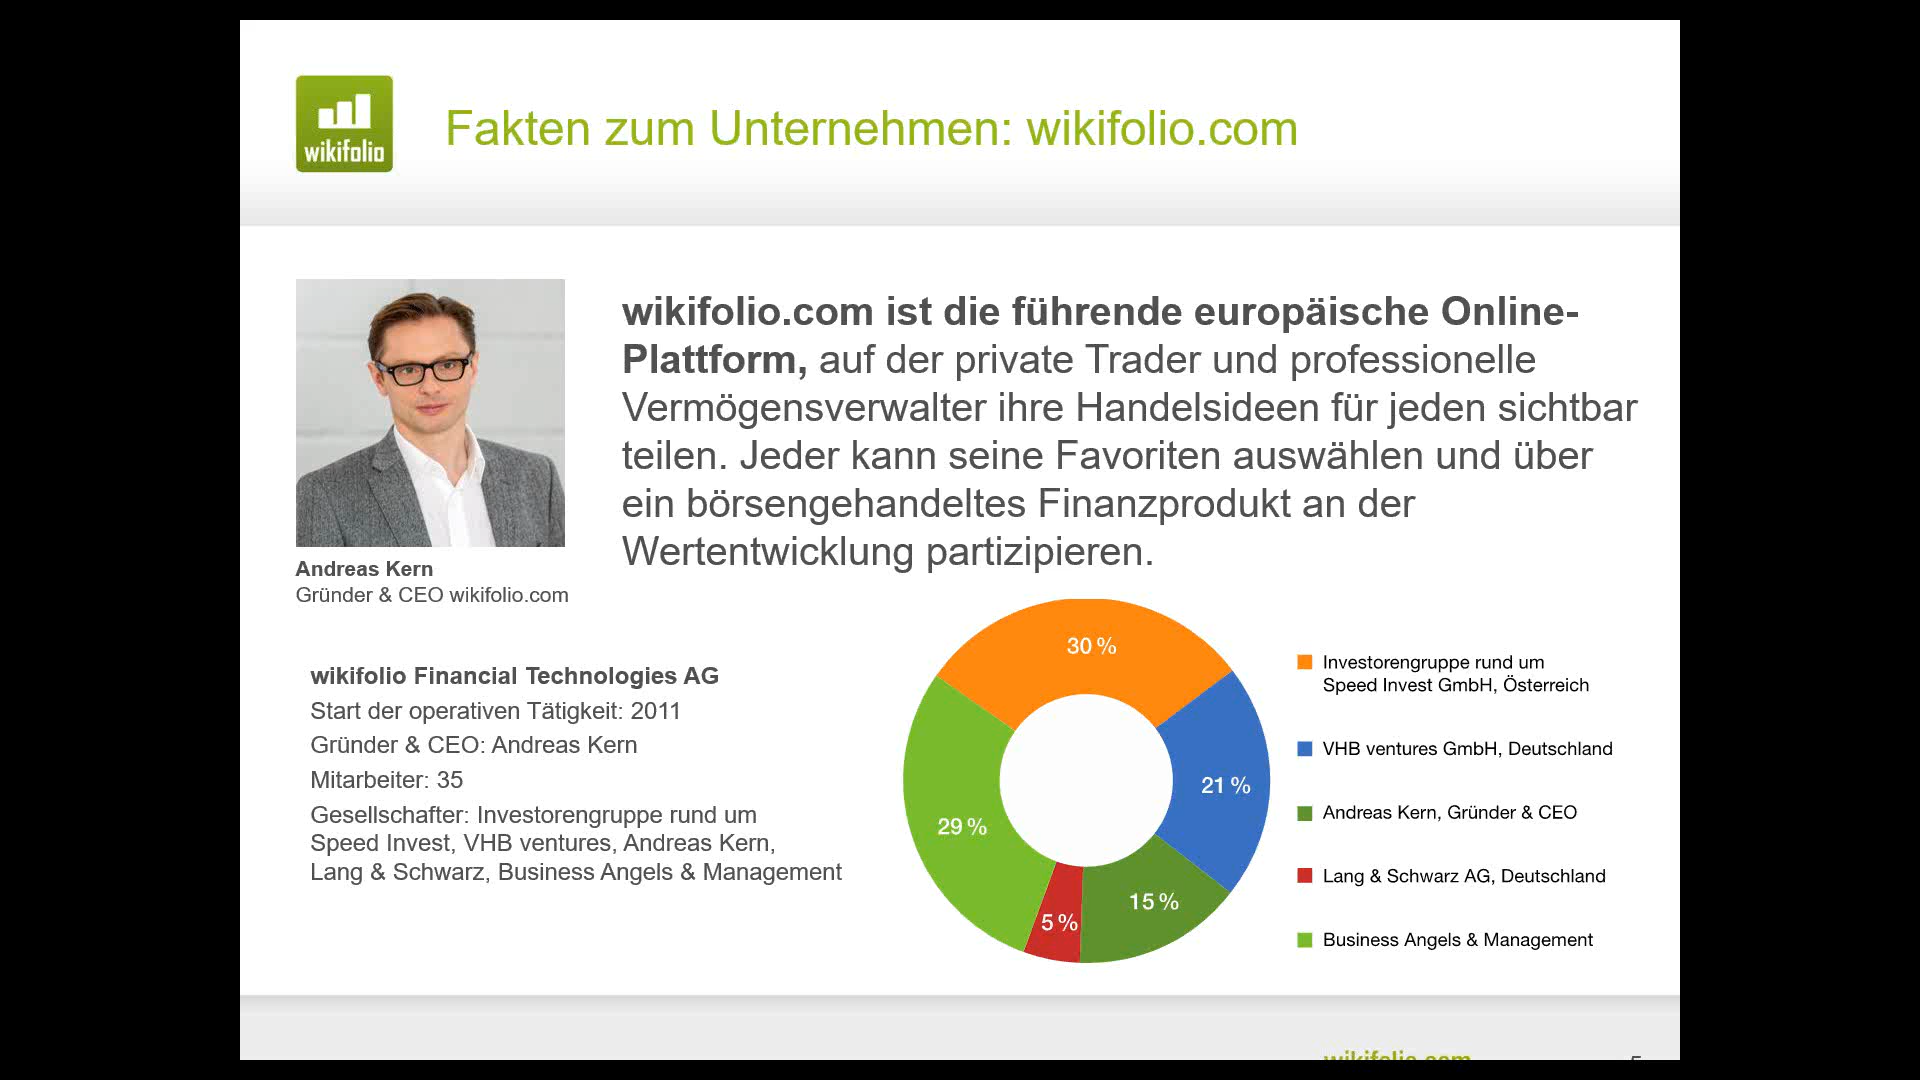 wikifolio
Fakten zum Unternehmen: wikifolio.com
wikifolio.com ist die führende europäische Online-
Plattform, auf der private Trader und professionelle
Vermögensverwalter ihre Handelsideen für jeden sichtbar
teilen. Jeder kann seine Favoriten auswählen und über
ein börsengehandeltes Finanzprodukt an der
Wertentwicklung partizipieren.
Andreas Kern
Gründer & CEO wikifolio.com
wikifolio Financial Technologies AG
Start der operativen Tätigkeit: 2011
Gründer & CEO: Andreas Kern
Mitarbeiter: 35
Gesellschafter: Investorengruppe rund um
Speed Invest, VHB ventures, Andreas Kern,
Lang & Schwarz, Business Angels & Management
30 %
21 %
29 %
15 %
5 %
Investorengruppe rund um
Speed Invest GmbH, Österreich
VHB ventures GmbH, Deutschland
Andreas Kern, Gründer & CEO
Lang & Schwarz AG, Deutschland
Business Angels & Management
wikifolio.com